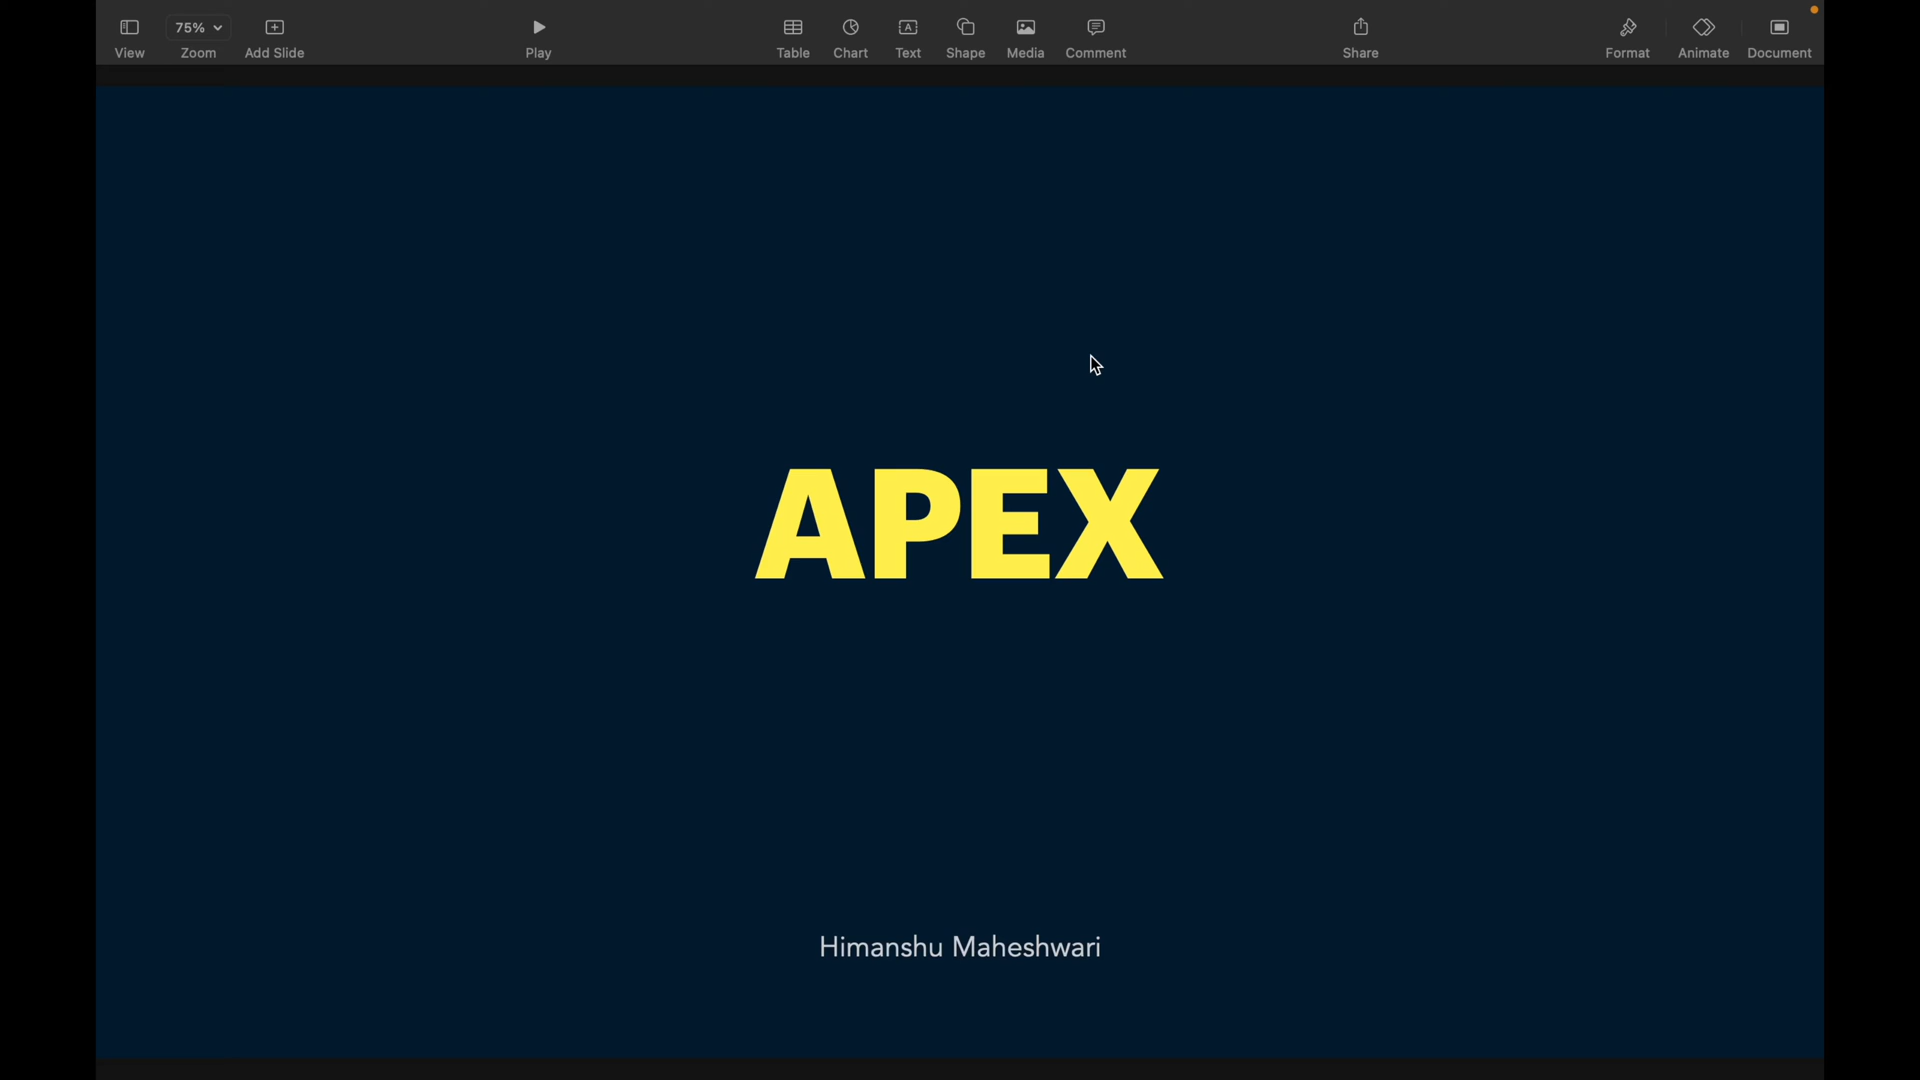 75%
View Zoom Add Slide Play Table Chart Text Shape Media Comment Share Format Animate Document
APEX
Himanshu Maheshwari